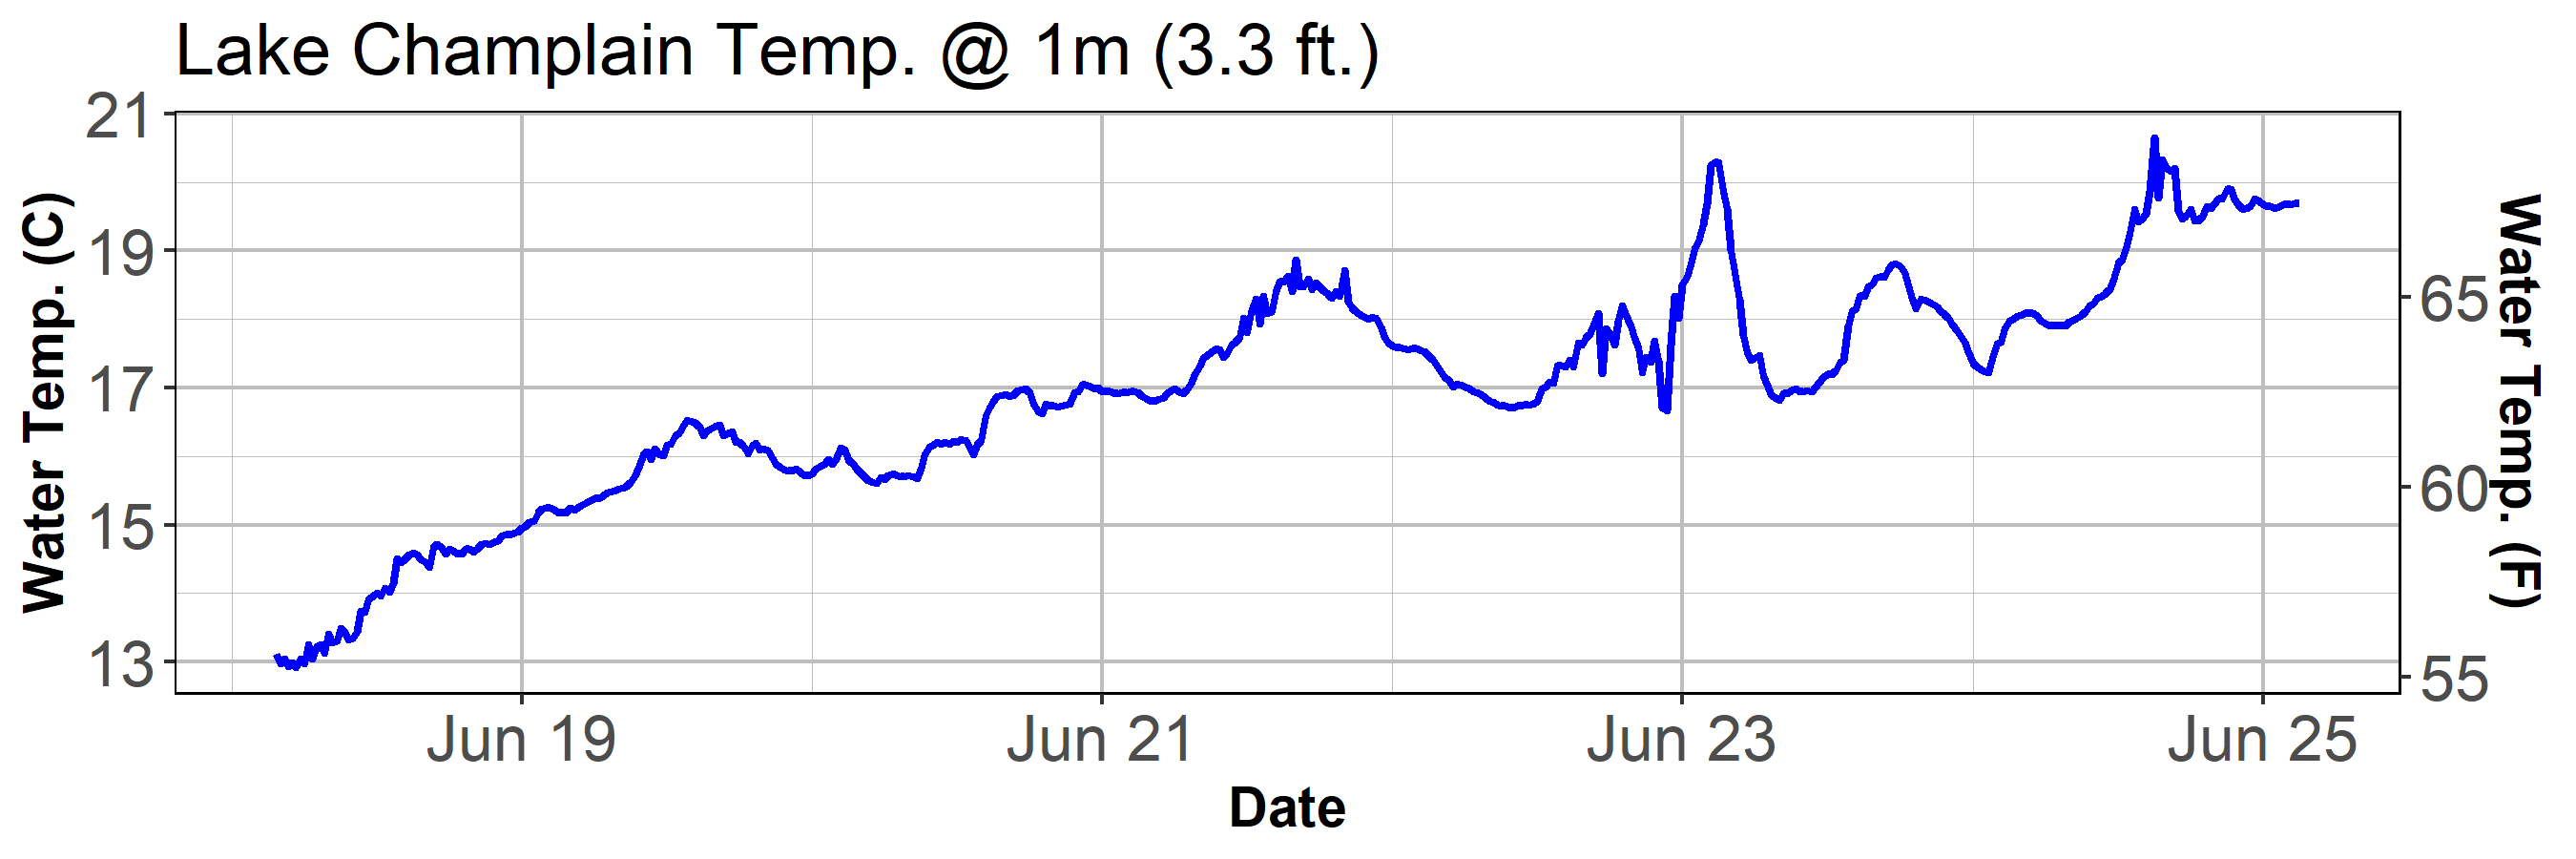 Lake Champlain Temp. @ 1m (3.3 ft.)
Water Temp. (C)
21
19
17
15
13
65
60
55
Water Temp. (F)
Jun 19
Jun 21
Jun 23
Jun 25
Date